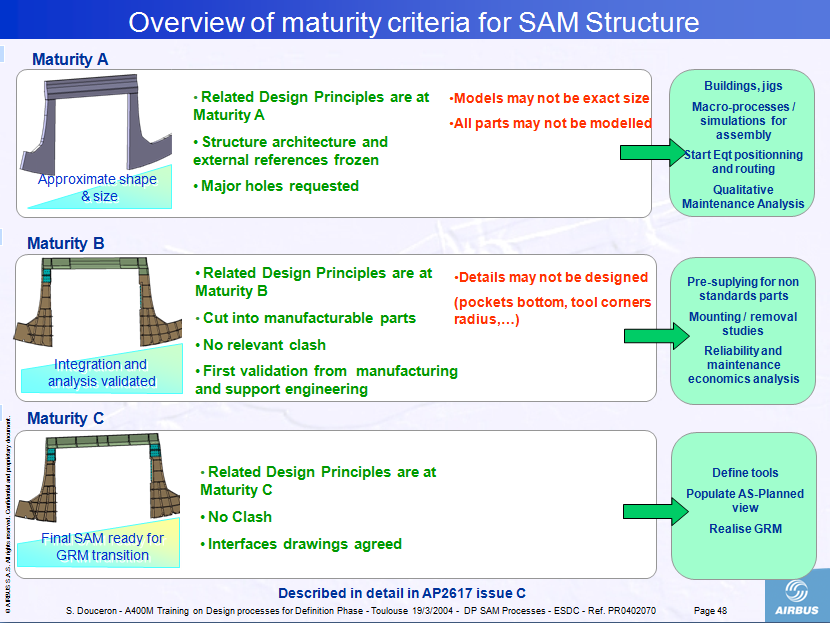 Overview of maturity criteria for SAM Structure
Maturity A
Approximate shape
& size
• Related Design Principles are at
Maturity A
• Structure architecture and
external references frozen
• Major holes requested
•Models may not be exact size
•All parts may not be modelled
Buildings, jigs
Macro-processes /
simulations for
assembly
Start Eqt positionning
and routing
Qualitative
Maintenance Analysis
Maturity B
Integration and
analysis validated
• Related Design Principles are at
Maturity B
• Cut into manufacturable parts
• No relevant clash
• First validation from manufacturing
and support engineering
•Details may not be designed
(pockets bottom, tool corners
radius,…)
Pre-suplying for non
standards parts
Mounting / removal
studies
Reliability and
maintenance
economics analysis
Maturity C
Final SAM ready for
GRM transition
• Related Design Principles are at
Maturity C
• No Clash
• Interfaces drawings agreed
Define tools
Populate AS-Planned
view
Realise GRM
Described in detail in AP2617 issue C
S. Douceron - A400M Training on Design processes for Definition Phase - Toulouse 19/3/2004 - DP SAM Processes - ESDC - Ref. PR0402070 Page 48
AIRBUS
© AIRBUS S.A.S. All rights reserved. Confidential and proprietary document.